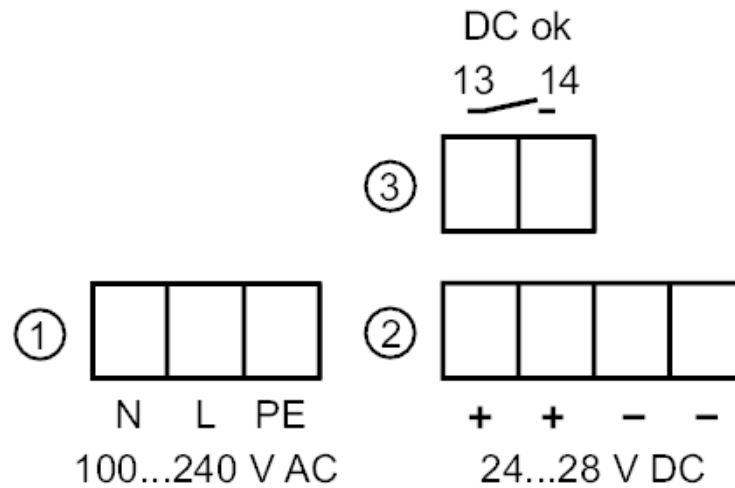 DC ok
13 14
③
① ②
N L PE + + − −
100...240 V AC 24...28 V DC